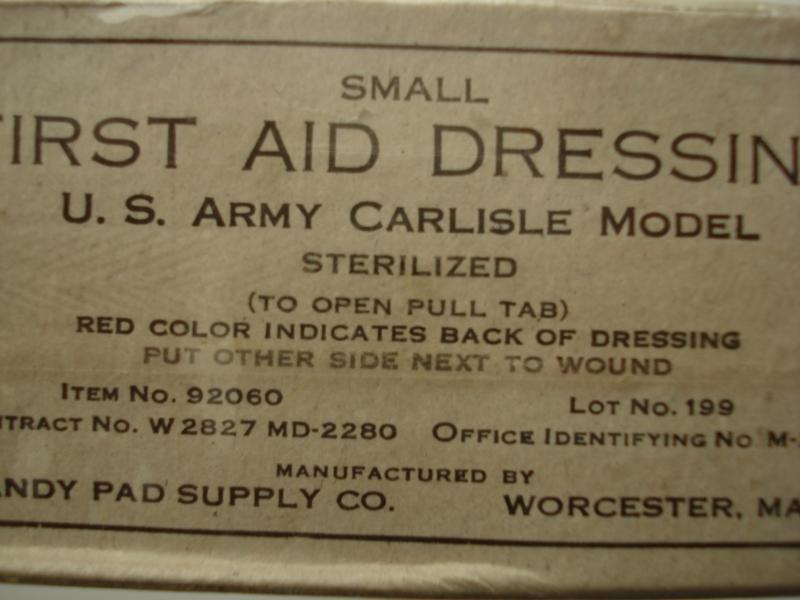 SMALL
FIRST AID DRESSIN
U. S. ARMY CARLISLE MODEL
STERILIZED
(TO OPEN PULL TAB)
RED COLOR INDICATES BACK OF DRESSING
PUT OTHER SIDE NEXT TO WOUND
ITEM NO. 92060 LOT NO. 199
NTRACT NO. W 2827 MD-2280 OFFICE IDENTIFYING NO M-
MANUFACTURED BY
ANDY PAD SUPPLY CO. WORCESTER, MA